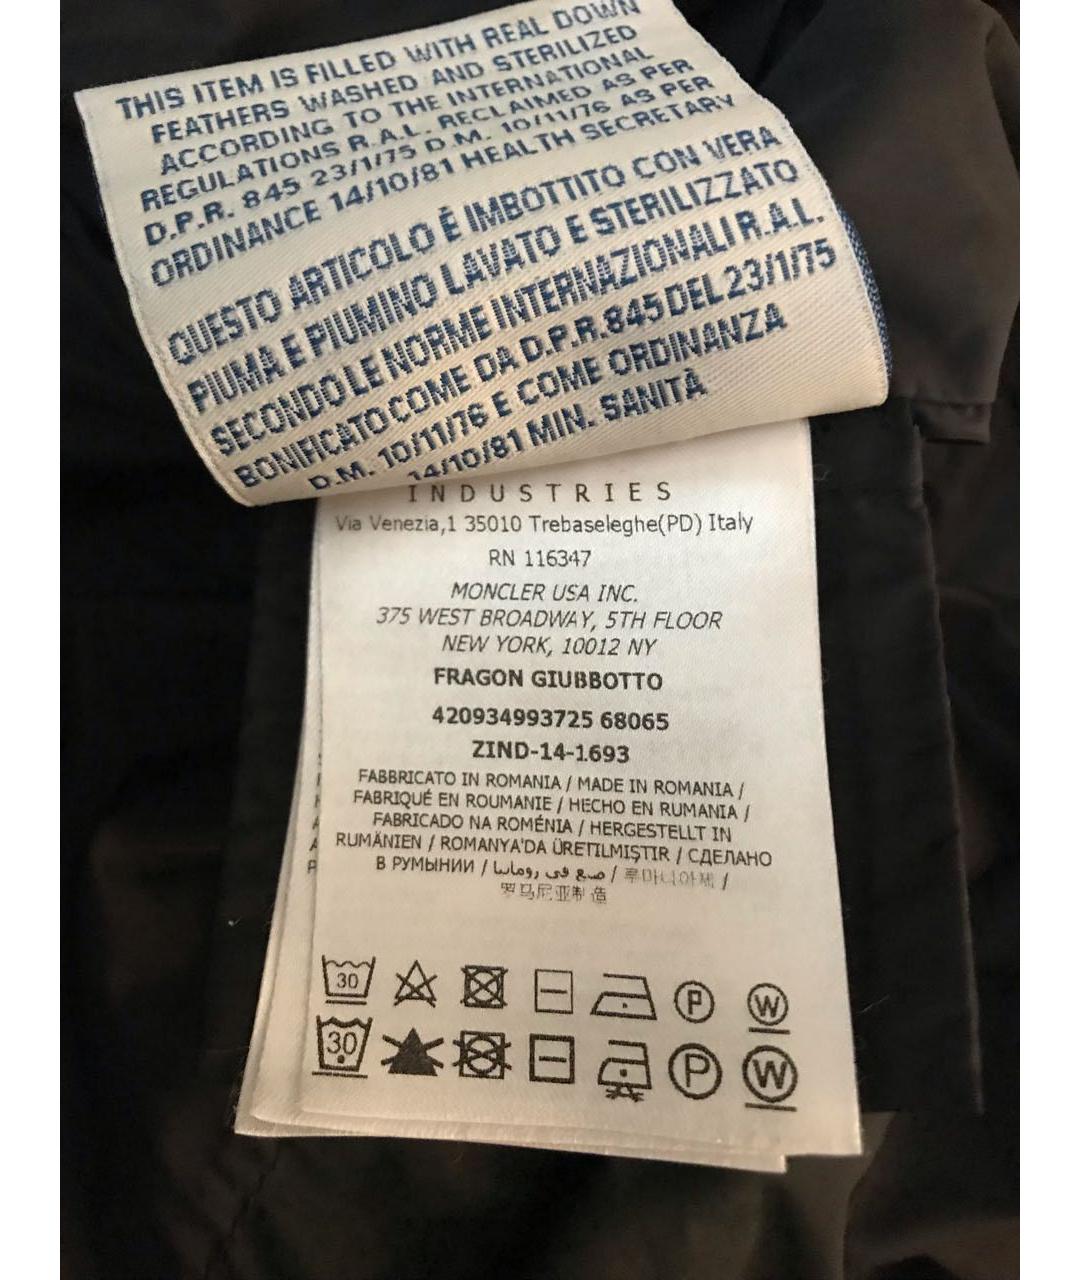 THIS ITEM IS FILLED WITH REAL DOWN
FEATHERS WASHED AND STERILIZED
ACCORDING TO THE INTERNATIONAL
REGULATIONS R.A.L. RECLAIMED AS PER
D.P.R. 845 23/1/75 D.M. 10/11/76 AS PER
ORDINANCE 14/10/81 HEALTH SECRETARY
QUESTO ARTICOLO È IMBOTTITO CON VERA
PIUMA E PIUMINO LAVATO E STERILIZZATO
SECONDO LE NORME INTERNAZIONALI R.A.L.
BONIFICATO COME DA D.P.R.845 DEL 23/1/75
D.M. 10/11/76 E COME ORDINANZA
14/10/81 MIN. SANITÀ
INDUSTRIES
Via Venezia,1 35010 Trebaseleghe(PD) Italy
RN 116347
MONCLER USA INC.
375 WEST BROADWAY, 5TH FLOOR
NEW YORK, 10012 NY
FRAGON GIUBBOTTO
420934993725 68065
ZIND-14-1693
FABBRICATO IN ROMANIA / MADE IN ROMANIA /
FABRIQUÉ EN ROUMANIE / HECHO EN RUMANIA /
FABRICADO NA ROMÉNIA / HERGESTELLT IN
RUMÄNIEN / ROMANYA'DA ÜRETILMIŞTIR / СДЕЛАНО
В РУМЫНИИ / صنع في رومانيا / 루마니아제 /
罗马尼亚制造
30 P W
30 P W